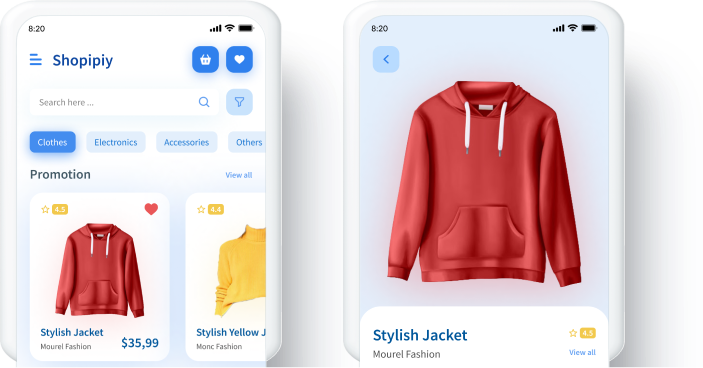 8:20
Shopipiy
Search here ...
Clothes Electronics Accessories Others
Promotion View all
4.5
4.4
Stylish Jacket
Mourel Fashion
$35,99
Stylish Yellow J
Monc Fashion
8:20
Stylish Jacket
4.5
Mourel Fashion
View all